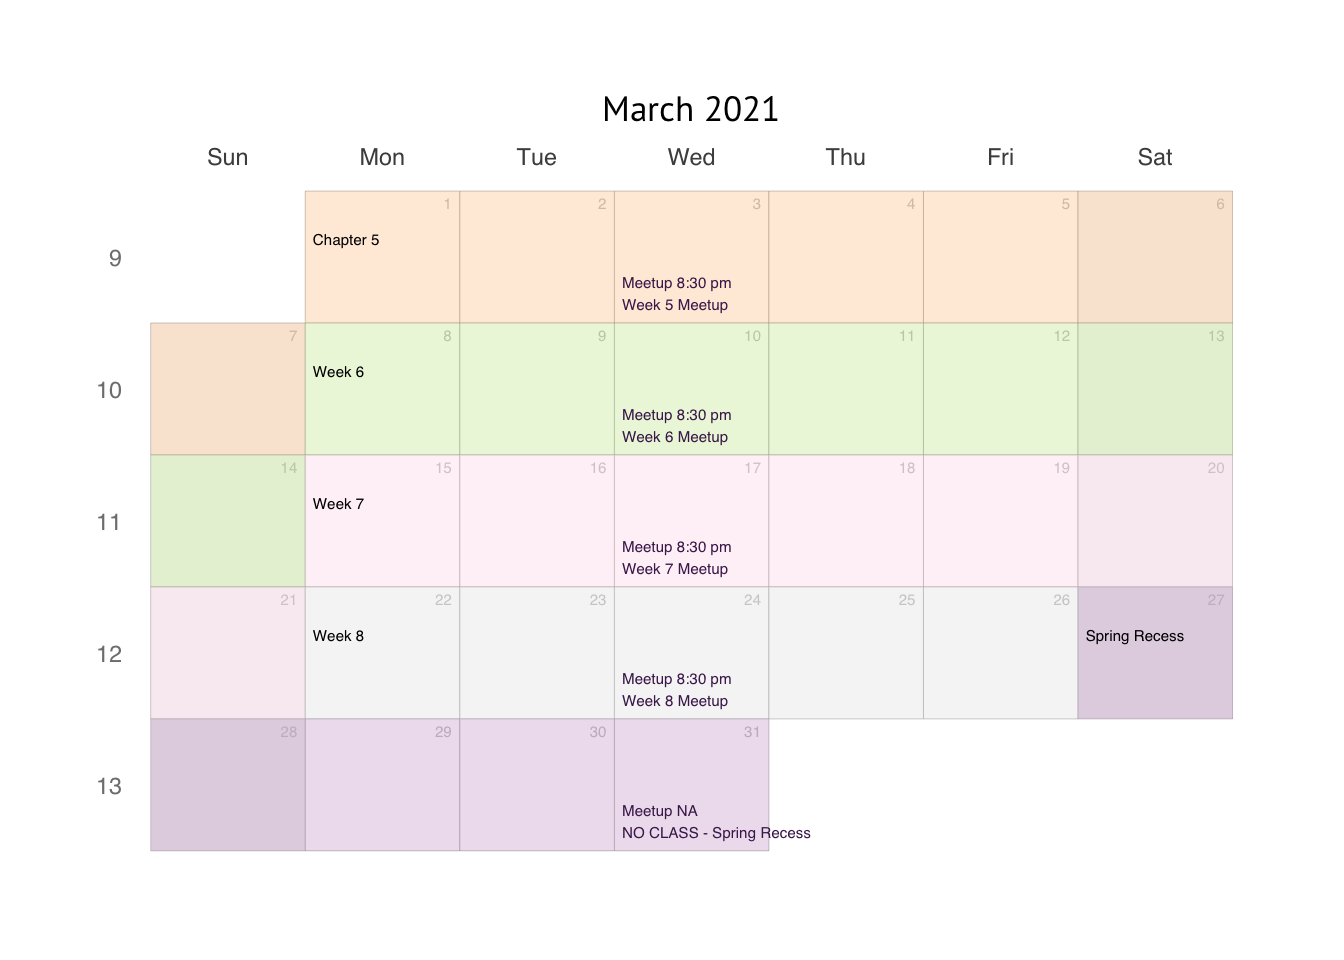 March 2021
Sun Mon Tue Wed Thu Fri Sat
1 2 3 4 5 6
Chapter 5
9
Meetup 8:30 pm
Week 5 Meetup
7 8 9 10 11 12 13
Week 6
10
Meetup 8:30 pm
Week 6 Meetup
14 15 16 17 18 19 20
Week 7
11
Meetup 8:30 pm
Week 7 Meetup
21 22 23 24 25 26 27
Week 8 Spring Recess
12
Meetup 8:30 pm
Week 8 Meetup
28 29 30 31
13
Meetup NA
NO CLASS - Spring Recess